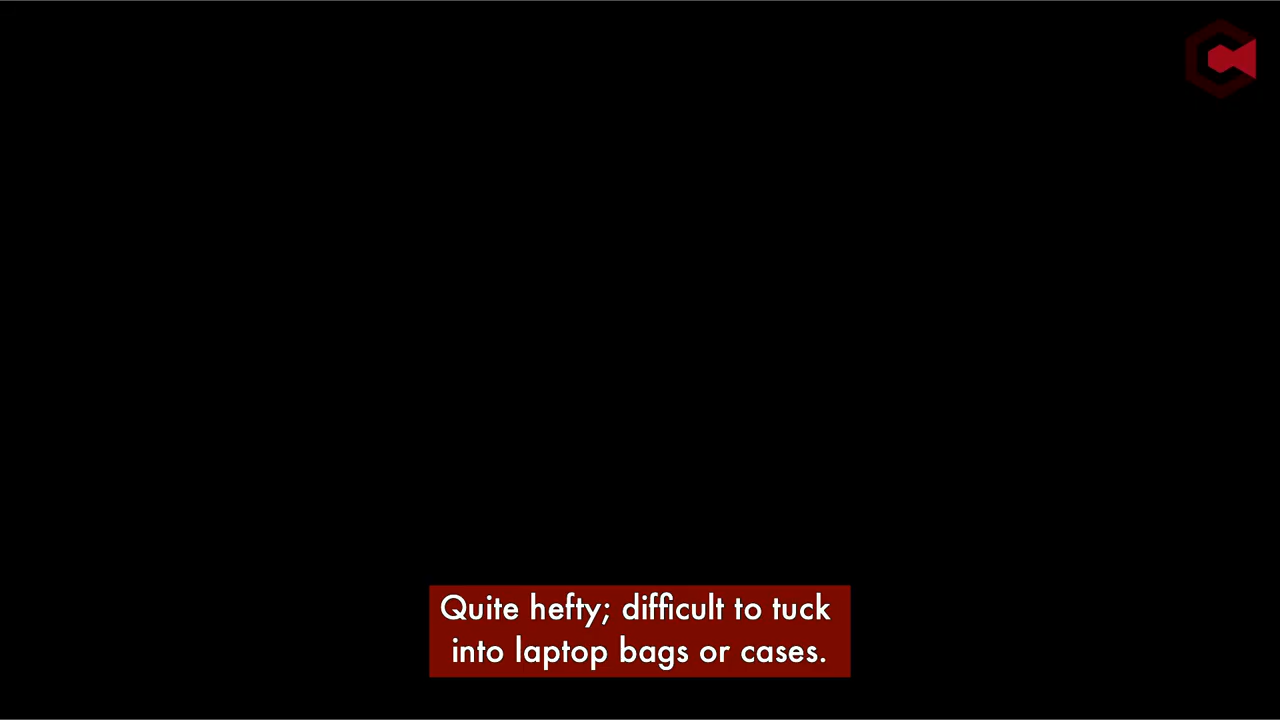 Quite hefty; difficult to tuck
into laptop bags or cases.